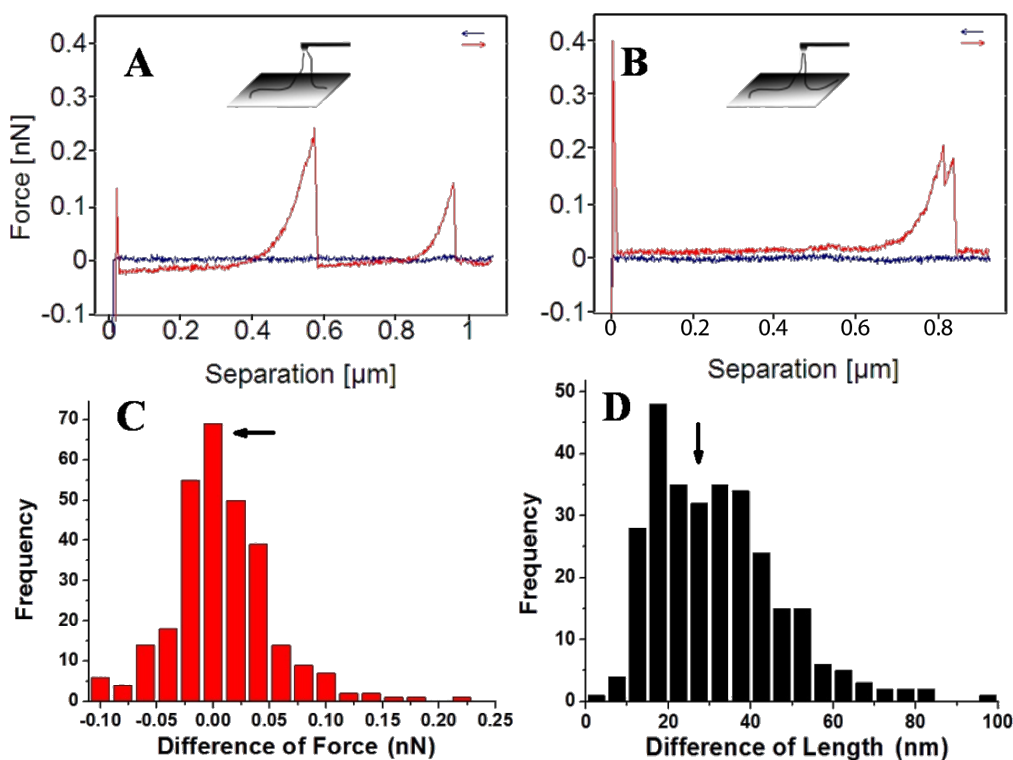 A
Force [nN]
0.4
0.3
0.2
0.1
0
-0.1
0 0.2 0.4 0.6 0.8 1
Separation [µm]
B
0.4
0.3
0.2
0.1
0
-0.1
0 0.2 0.4 0.6 0.8
Separation [µm]
C
Frequency
70
60
50
40
30
20
10
0
-0.10 -0.05 0.00 0.05 0.10 0.15 0.20 0.25
Difference of Force (nN)
D
Frequency
50
40
30
20
10
0
0 20 40 60 80 100
Difference of Length (nm)